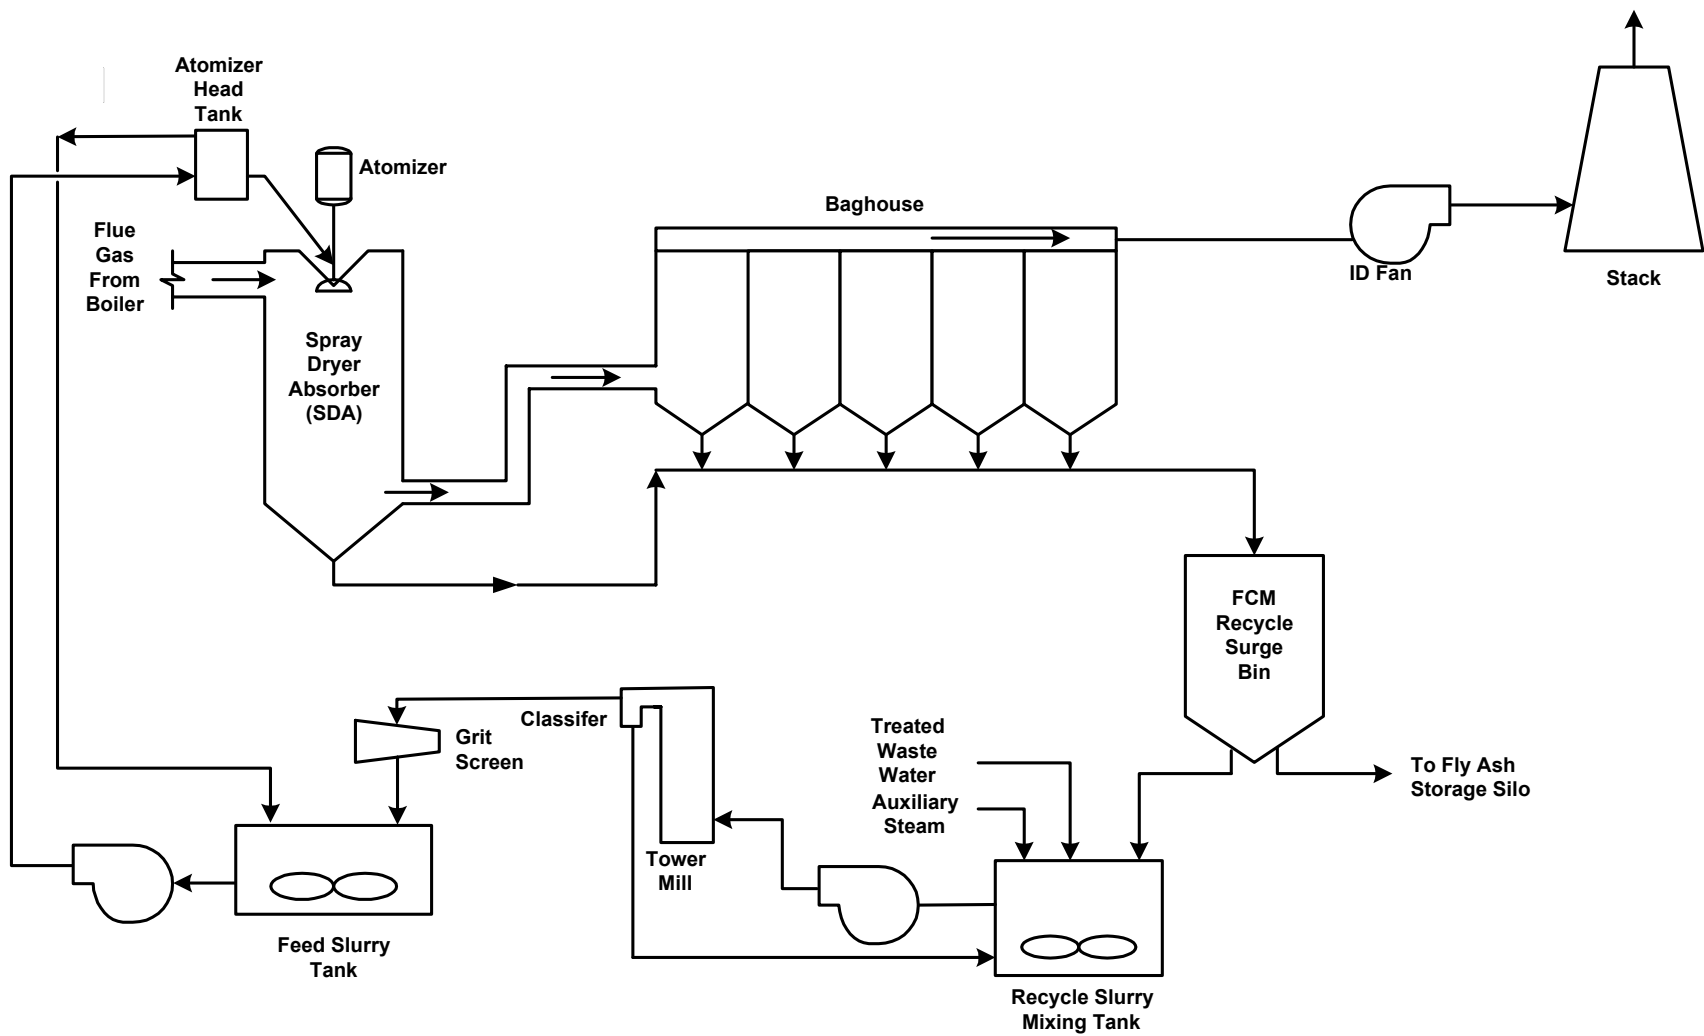 Atomizer
Head
Tank
Atomizer
Flue
Gas
From
Boiler
Spray
Dryer
Absorber
(SDA)
Baghouse
ID Fan
Stack
FCM
Recycle
Surge
Bin
To Fly Ash
Storage Silo
Treated
Waste
Water
Auxiliary
Steam
Classifer
Grit
Screen
Tower
Mill
Feed Slurry
Tank
Recycle Slurry
Mixing Tank